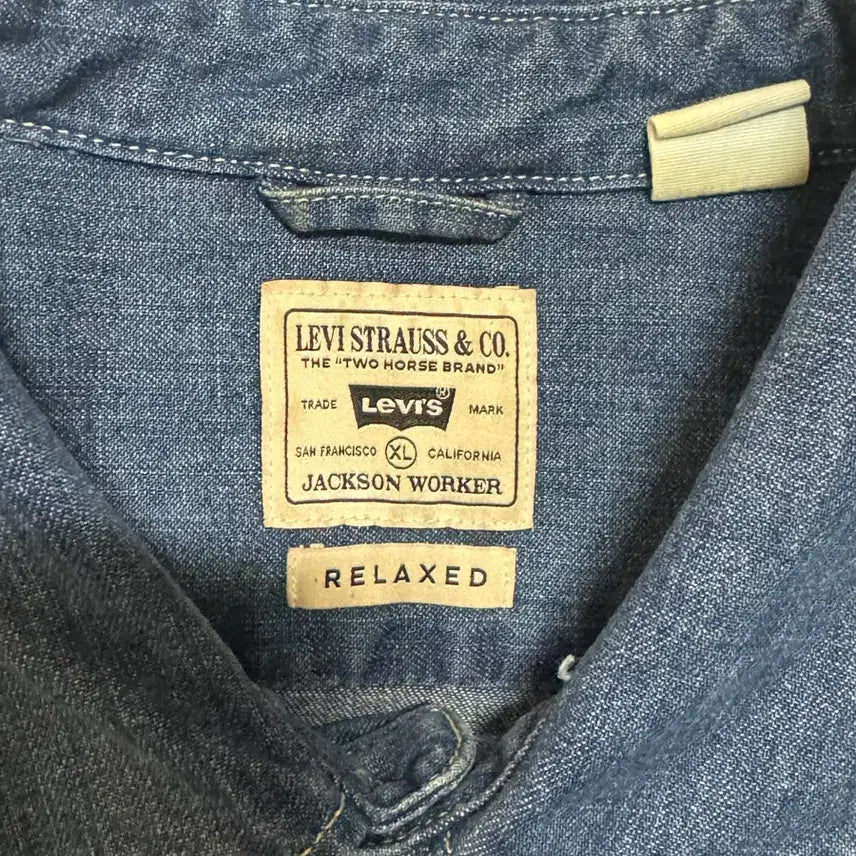 LEVI STRAUSS & CO.
THE "TWO HORSE BRAND"
TRADE LEVI'S® MARK
SAN FRANCISCO XL CALIFORNIA
JACKSON WORKER
RELAXED